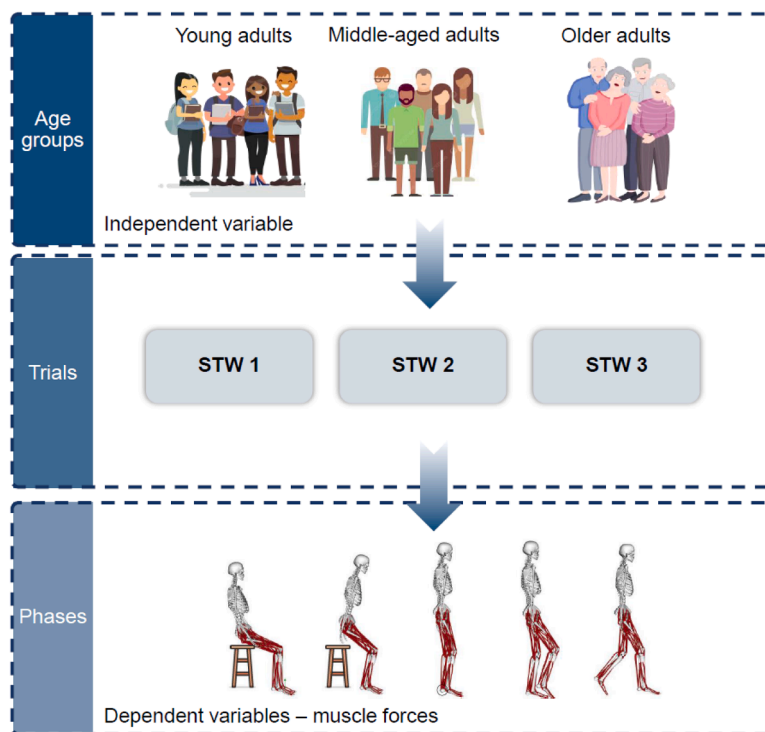 Young adults
Middle-aged adults
Older adults
Age
groups
Independent variable
Trials
STW 1
STW 2
STW 3
Phases
Dependent variables – muscle forces